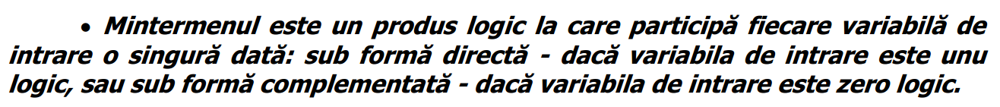 • Mintermenul este un produs logic la care participă fiecare variabilă de
intrare o singură dată: sub formă directă - dacă variabila de intrare este unu
logic, sau sub formă complementată - dacă variabila de intrare este zero logic.